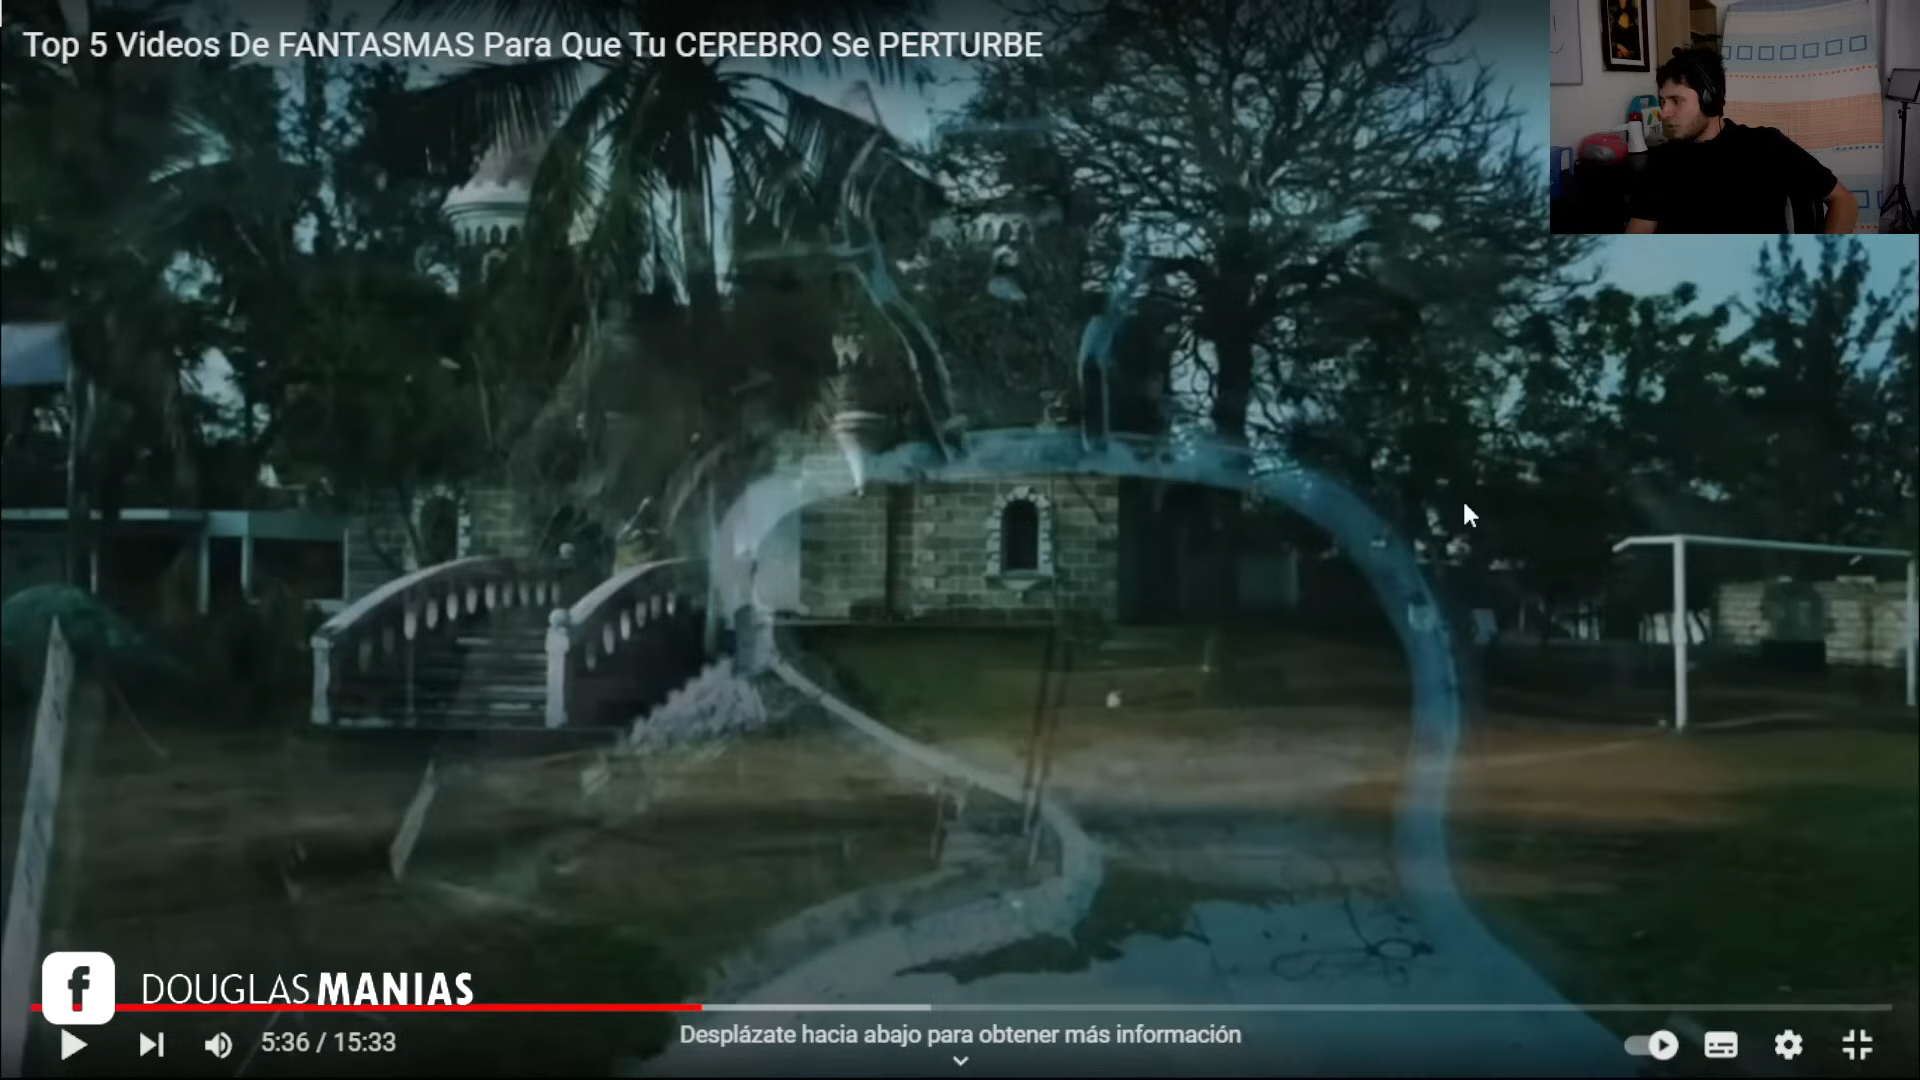 Top 5 Videos De FANTASMAS Para Que Tu CEREBRO Se PERTURBE
f DOUGLASMANIAS
5:36 / 15:33
Desplázate hacia abajo para obtener más información